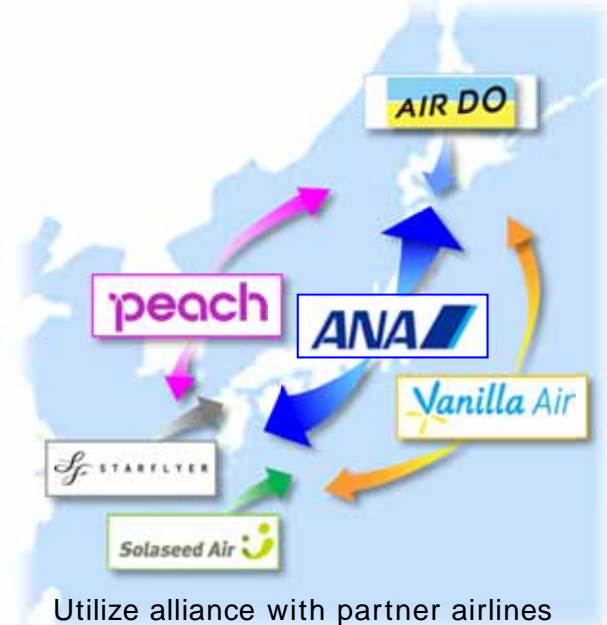 AIR DO
peach
ANA
Vanilla Air
STARFLYER
Solaseed Air
Utilize alliance with partner airlines